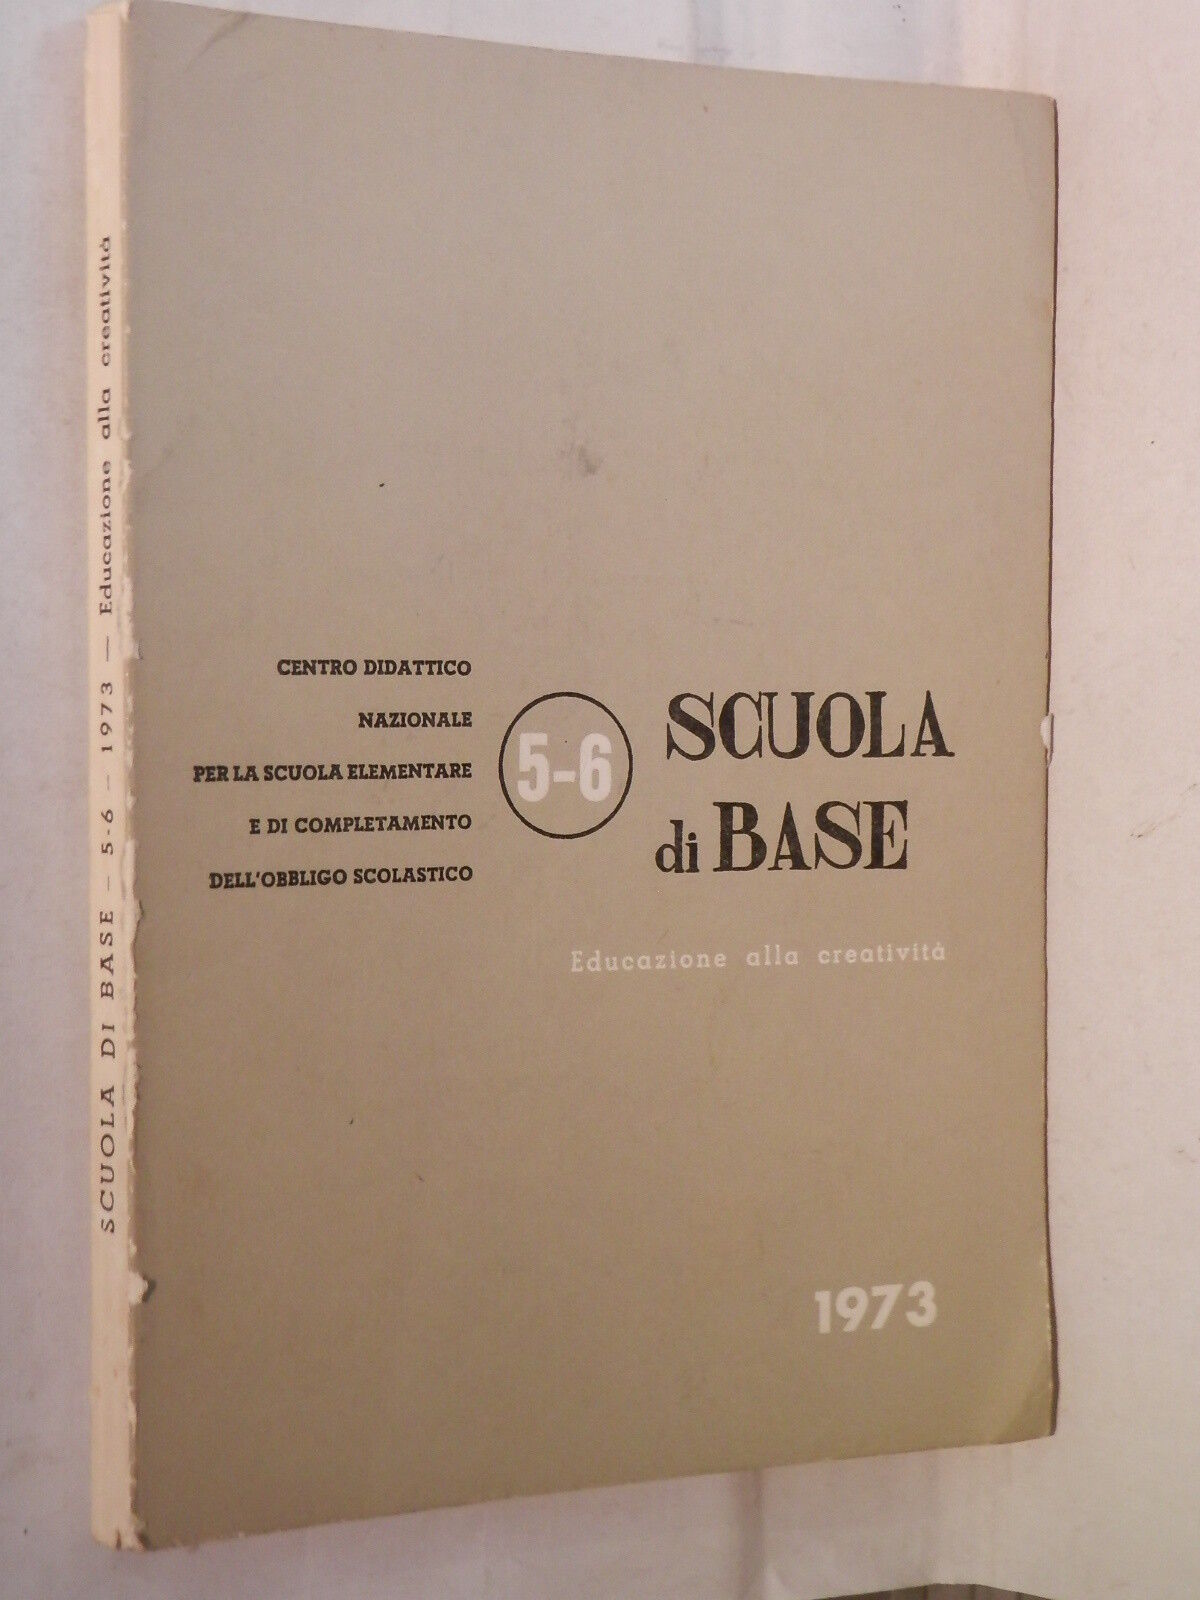 SCUOLA DI BASE - 5-6 - 1973 — Educazione alla creatività
CENTRO DIDATTICO
NAZIONALE
PER LA SCUOLA ELEMENTARE
E DI COMPLETAMENTO
DELL'OBBLIGO SCOLASTICO
5-6
SCUOLA
di BASE
Educazione alla creatività
1973